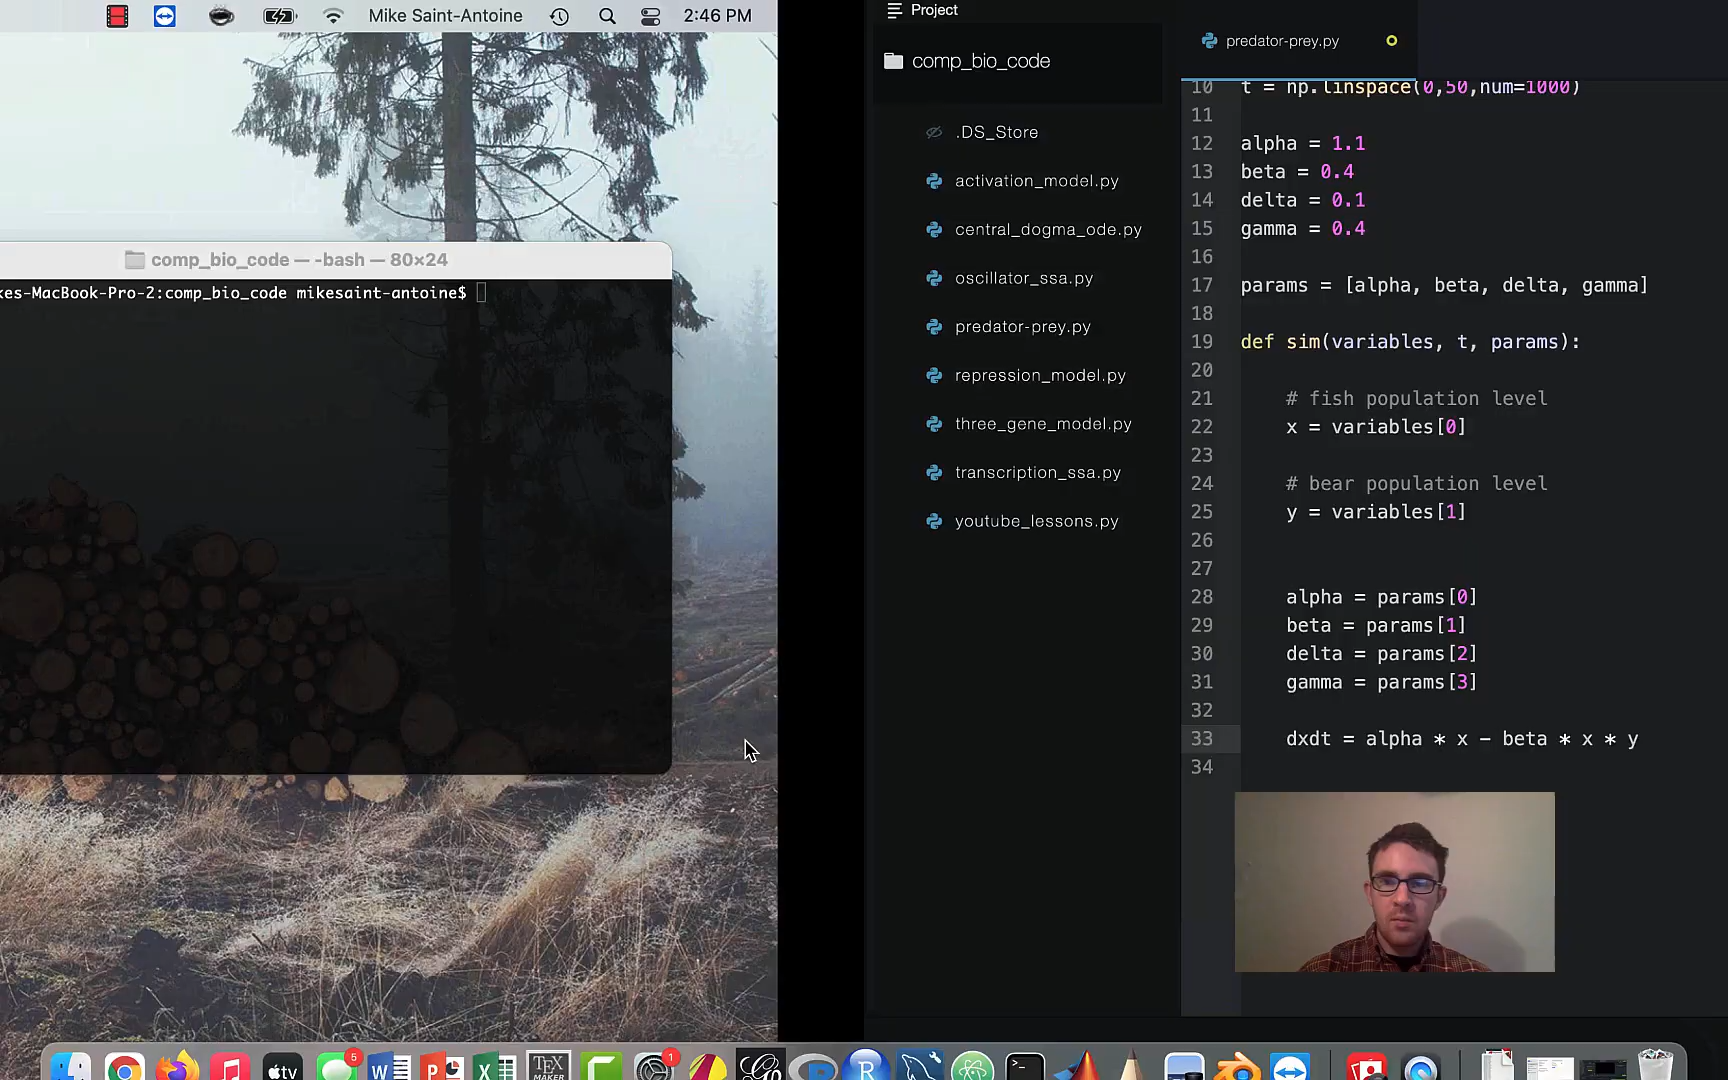 Mike Saint-Antoine
2:46 PM
comp_bio_code — -bash — 80×24
kes-MacBook-Pro-2:comp_bio_code mikesaint-antoine$
Project
comp_bio_code
.DS_Store
activation_model.py
central_dogma_ode.py
oscillator_ssa.py
predator-prey.py
repression_model.py
three_gene_model.py
transcription_ssa.py
youtube_lessons.py
predator-prey.py
10 t = np.linspace(0,50,num=1000)
11
12 alpha = 1.1
13 beta = 0.4
14 delta = 0.1
15 gamma = 0.4
16
17 params = [alpha, beta, delta, gamma]
18
19 def sim(variables, t, params):
20
21 # fish population level
22 x = variables[0]
23
24 # bear population level
25 y = variables[1]
26
27
28 alpha = params[0]
29 beta = params[1]
30 delta = params[2]
31 gamma = params[3]
32
33 dxdt = alpha * x - beta * x * y
34
tv
5
W
P
X
TEX
MAKER
1
R